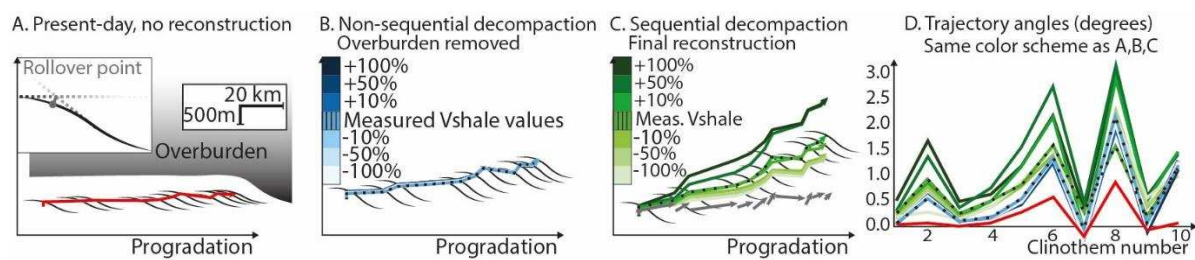 A. Present-day, no reconstruction
Rollover point
20 km
500m
Overburden
Progradation
B. Non-sequential decompaction
Overburden removed
+100%
+50%
+10%
Measured Vshale values
-10%
-50%
-100%
Progradation
C. Sequential decompaction
Final reconstruction
+100%
+50%
+10%
Meas. Vshale
-10%
-50%
-100%
Progradation
D. Trajectory angles (degrees)
Same color scheme as A,B,C
3.0
2.5
2.0
1.5
1.0
0.5
0.0
2 4 6 8 10
Clinothem number